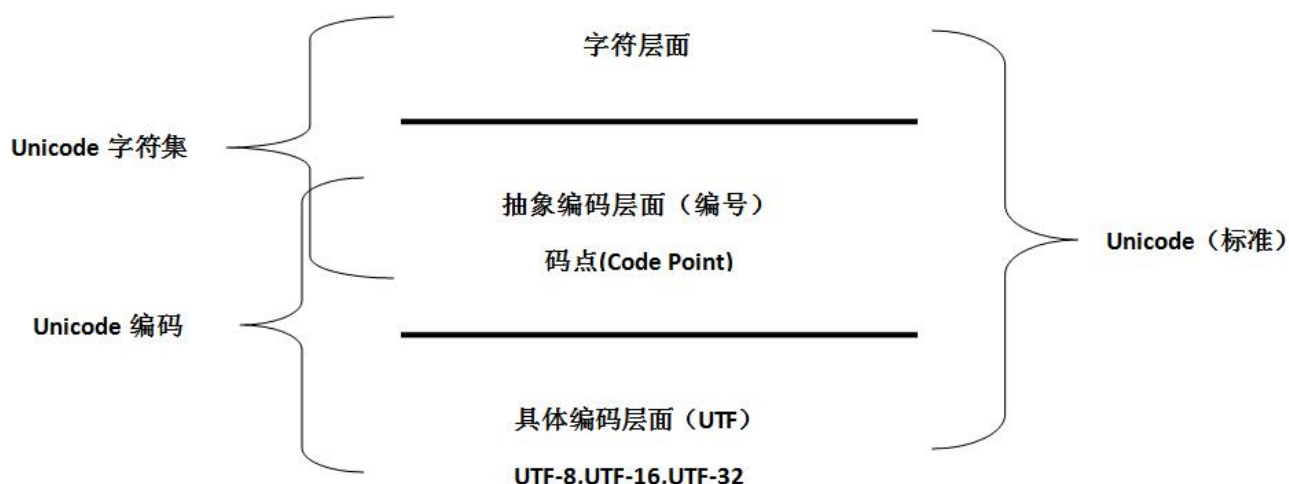 字符层面
Unicode 字符集
抽象编码层面（编号）
码点(Code Point)
Unicode（标准）
Unicode 编码
具体编码层面（UTF）
UTF-8,UTF-16,UTF-32